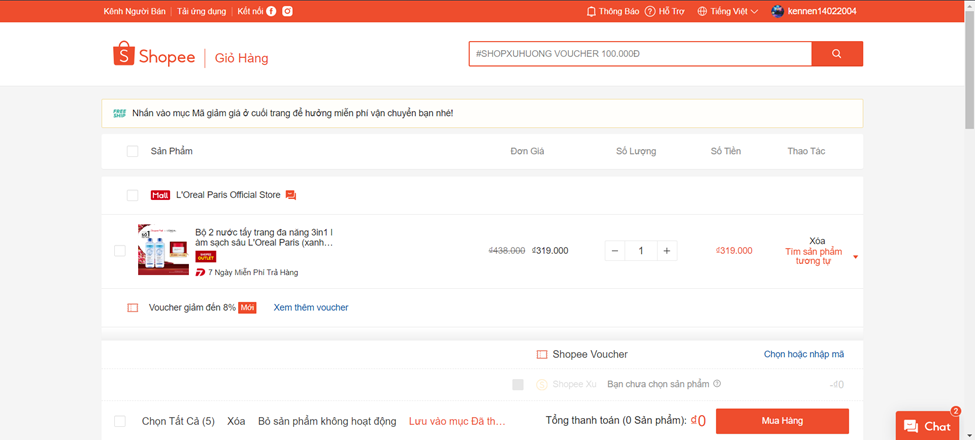 Kênh Người Bán Tải ứng dụng Kết nối Thông Báo Hỗ Trợ Tiếng Việt kennen14022004
Shopee Giỏ Hàng #SHOPXUHUONG VOUCHER 100.000Đ
FREE SHIP Nhấn vào mục Mã giảm giá ở cuối trang để hưởng miễn phí vận chuyển bạn nhé!
Sản Phẩm Đơn Giá Số Lượng Số Tiền Thao Tác
Mall L'Oreal Paris Official Store
Bộ 2 nước tẩy trang đa năng 3in1 l
àm sạch sâu L'Oreal Paris (xanh...
₫438.000 ₫319.000 − 1 + ₫319.000
Xóa
Tìm sản phẩm
tương tự
7 Ngày Miễn Phí Trả Hàng
Voucher giảm đến 8% Mới Xem thêm voucher
Shopee Voucher Chọn hoặc nhập mã
Shopee Xu Bạn chưa chọn sản phẩm -₫0
Chọn Tất Cả (5) Xóa Bỏ sản phẩm không hoạt động Lưu vào mục Đã th... Tổng thanh toán (0 Sản phẩm): ₫0 Mua Hàng
Chat 2